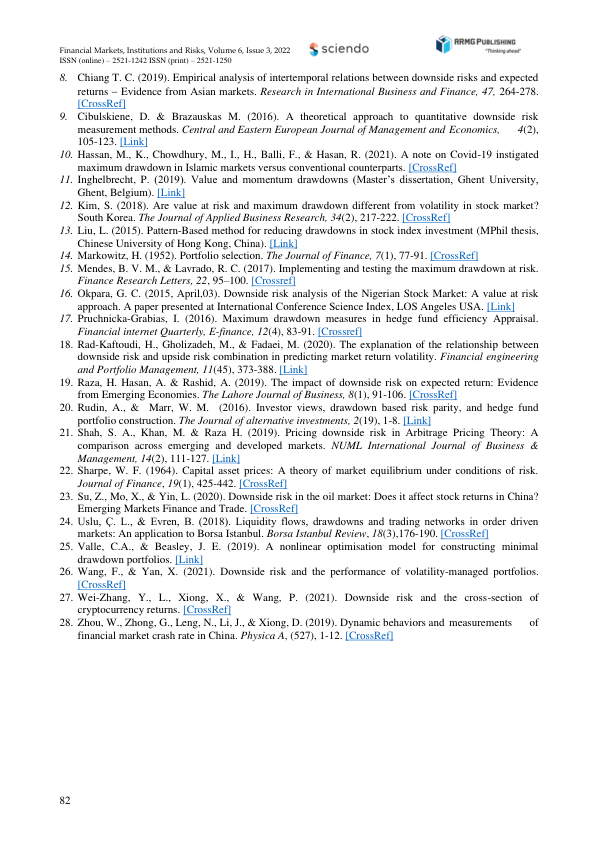 Financial Markets, Institutions and Risks, Volume 6, Issue 3, 2022
ISSN (online) – 2521-1242 ISSN (print) – 2521-1250
sciendo
ARMG PUBLISHING
"Thinking ahead"
8. Chiang T. C. (2019). Empirical analysis of intertemporal relations between downside risks and expected
returns – Evidence from Asian markets. Research in International Business and Finance, 47, 264-278.
[CrossRef]
9. Cibulskiene, D. & Brazauskas M. (2016). A theoretical approach to quantitative downside risk
measurement methods. Central and Eastern European Journal of Management and Economics, 4(2),
105-123. [Link]
10. Hassan, M., K., Chowdhury, M., I., H., Balli, F., & Hasan, R. (2021). A note on Covid-19 instigated
maximum drawdown in Islamic markets versus conventional counterparts. [CrossRef]
11. Inghelbrecht, P. (2019). Value and momentum drawdowns (Master's dissertation, Ghent University,
Ghent, Belgium). [Link]
12. Kim, S. (2018). Are value at risk and maximum drawdown different from volatility in stock market?
South Korea. The Journal of Applied Business Research, 34(2), 217-222. [CrossRef]
13. Liu, L. (2015). Pattern-Based method for reducing drawdowns in stock index investment (MPhil thesis,
Chinese University of Hong Kong, China). [Link]
14. Markowitz, H. (1952). Portfolio selection. The Journal of Finance, 7(1), 77-91. [CrossRef]
15. Mendes, B. V. M., & Lavrado, R. C. (2017). Implementing and testing the maximum drawdown at risk.
Finance Research Letters, 22, 95–100. [Crossref]
16. Okpara, G. C. (2015, April,03). Downside risk analysis of the Nigerian Stock Market: A value at risk
approach. A paper presented at International Conference Science Index, LOS Angeles USA. [Link]
17. Pruchnicka-Grabias, I. (2016). Maximum drawdown measures in hedge fund efficiency Appraisal.
Financial internet Quarterly, E-finance, 12(4), 83-91. [Crossref]
18. Rad-Kaftoudi, H., Gholizadeh, M., & Fadaei, M. (2020). The explanation of the relationship between
downside risk and upside risk combination in predicting market return volatility. Financial engineering
and Portfolio Management, 11(45), 373-388. [Link]
19. Raza, H. Hasan, A. & Rashid, A. (2019). The impact of downside risk on expected return: Evidence
from Emerging Economies. The Lahore Journal of Business, 8(1), 91-106. [CrossRef]
20. Rudin, A., & Marr, W. M. (2016). Investor views, drawdown based risk parity, and hedge fund
portfolio construction. The Journal of alternative investments, 2(19), 1-8. [Link]
21. Shah, S. A., Khan, M. & Raza H. (2019). Pricing downside risk in Arbitrage Pricing Theory: A
comparison across emerging and developed markets. NUML International Journal of Business &
Management, 14(2), 111-127. [Link]
22. Sharpe, W. F. (1964). Capital asset prices: A theory of market equilibrium under conditions of risk.
Journal of Finance, 19(1), 425-442. [CrossRef]
23. Su, Z., Mo, X., & Yin, L. (2020). Downside risk in the oil market: Does it affect stock returns in China?
Emerging Markets Finance and Trade. [CrossRef]
24. Uslu, Ç. L., & Evren, B. (2018). Liquidity flows, drawdowns and trading networks in order driven
markets: An application to Borsa Istanbul. Borsa Istanbul Review, 18(3),176-190. [CrossRef]
25. Valle, C.A., & Beasley, J. E. (2019). A nonlinear optimisation model for constructing minimal
drawdown portfolios. [Link]
26. Wang, F., & Yan, X. (2021). Downside risk and the performance of volatility-managed portfolios.
[CrossRef]
27. Wei-Zhang, Y., L., Xiong, X., & Wang, P. (2021). Downside risk and the cross-section of
cryptocurrency returns. [CrossRef]
28. Zhou, W., Zhong, G., Leng, N., Li, J., & Xiong, D. (2019). Dynamic behaviors and measurements of
financial market crash rate in China. Physica A, (527), 1-12. [CrossRef]
82